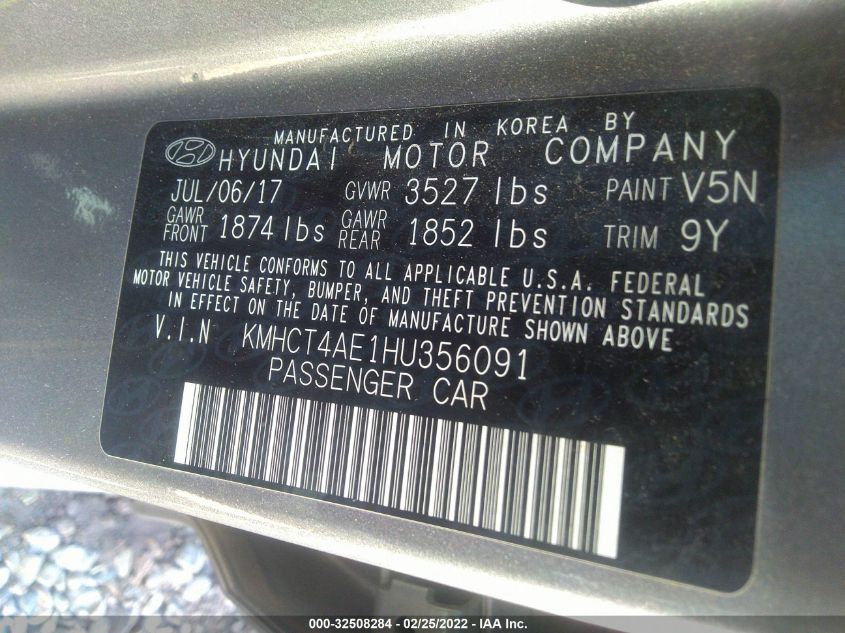 MANUFACTURED IN KOREA BY
HYUNDAI MOTOR COMPANY
JUL/06/17 GVWR 3527 lbs PAINT V5N
GAWR FRONT 1874 lbs GAWR REAR 1852 lbs TRIM 9Y
THIS VEHICLE CONFORMS TO ALL APPLICABLE U.S.A. FEDERAL
MOTOR VEHICLE SAFETY, BUMPER, AND THEFT PREVENTION STANDARDS
IN EFFECT ON THE DATE OF MANUFACTURE SHOWN ABOVE
V.I.N KMHCT4AE1HU356091
PASSENGER CAR
000-32508284 - 02/25/2022 - IAA Inc.